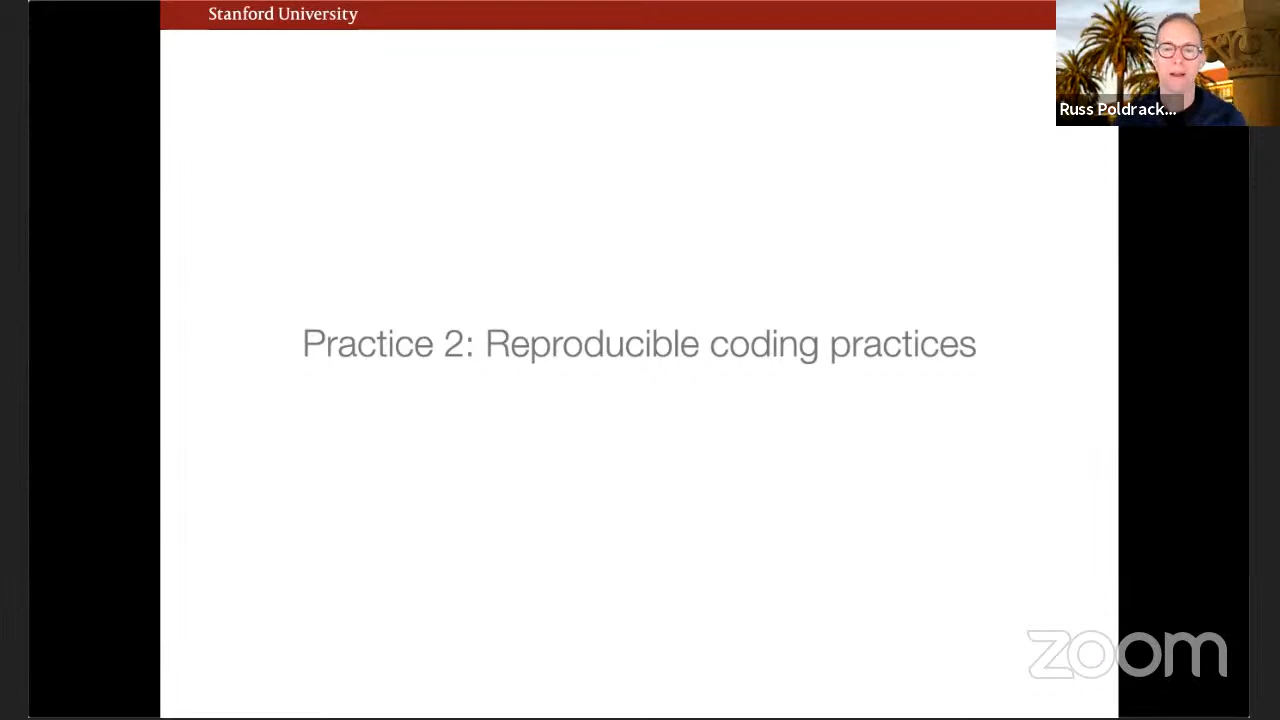 Stanford University
Russ Poldrack...
Practice 2: Reproducible coding practices
zoom